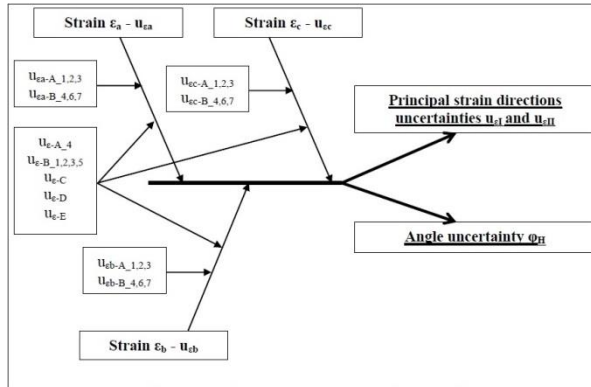 Strain εa - uεa
Strain εc - uεc
uεa-A_1,2,3
uεa-B_4,6,7
uεc-A_1,2,3
uεc-B_4,6,7
Principal strain directions
uncertainties uεI and uεII
uε-A_4
uε-B_1,2,3,5
uε-C
uε-D
uε-E
Angle uncertainty φH
uεb-A_1,2,3
uεb-B_4,6,7
Strain εb - uεb